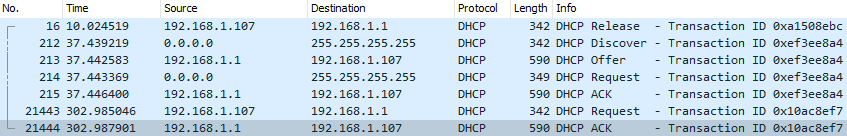 No. Time Source Destination Protocol Length Info
16 10.024519 192.168.1.107 192.168.1.1 DHCP 342 DHCP Release - Transaction ID 0xa1508ebc
212 37.439219 0.0.0.0 255.255.255.255 DHCP 342 DHCP Discover - Transaction ID 0xef3ee8a4
213 37.442583 192.168.1.1 192.168.1.107 DHCP 590 DHCP Offer - Transaction ID 0xef3ee8a4
214 37.443369 0.0.0.0 255.255.255.255 DHCP 349 DHCP Request - Transaction ID 0xef3ee8a4
215 37.446400 192.168.1.1 192.168.1.107 DHCP 590 DHCP ACK - Transaction ID 0xef3ee8a4
21443 302.985046 192.168.1.107 192.168.1.1 DHCP 342 DHCP Request - Transaction ID 0x10ac8ef7
21444 302.987901 192.168.1.1 192.168.1.107 DHCP 590 DHCP ACK - Transaction ID 0x10ac8ef7